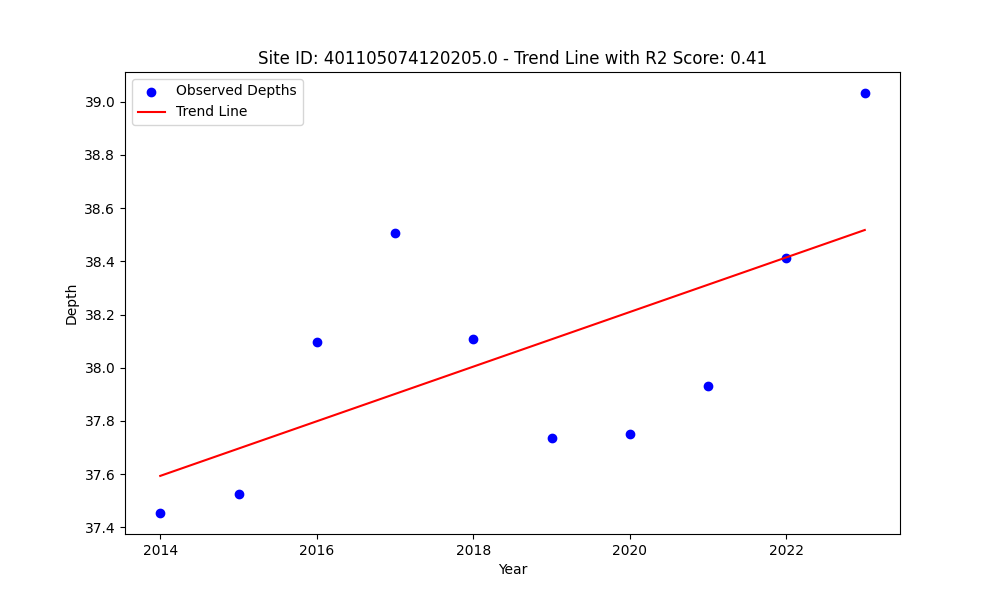 Site ID: 401105074120205.0 - Trend Line with R2 Score: 0.41
Observed Depths
Trend Line
39.0
38.8
38.6
38.4
38.2
38.0
37.8
37.6
37.4
Depth
2014 2016 2018 2020 2022
Year